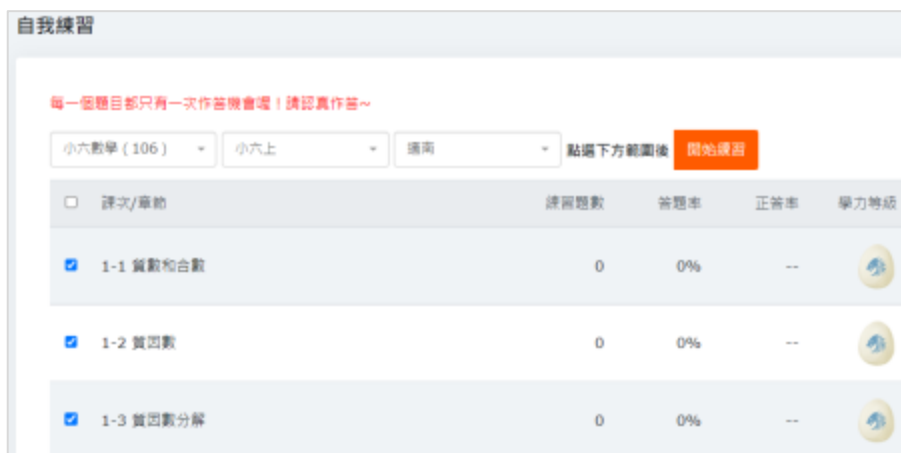 自我練習
每一個題目都只有一次作答機會喔!請認真作答~
小六數學(106) 小六上 適南 點選下方範圍後 開始練習
課次/章節 練習題數 答題率 正答率 學力等級
1-1 質數和合數 0 0% --
1-2 質因數 0 0% --
1-3 質因數分解 0 0% --